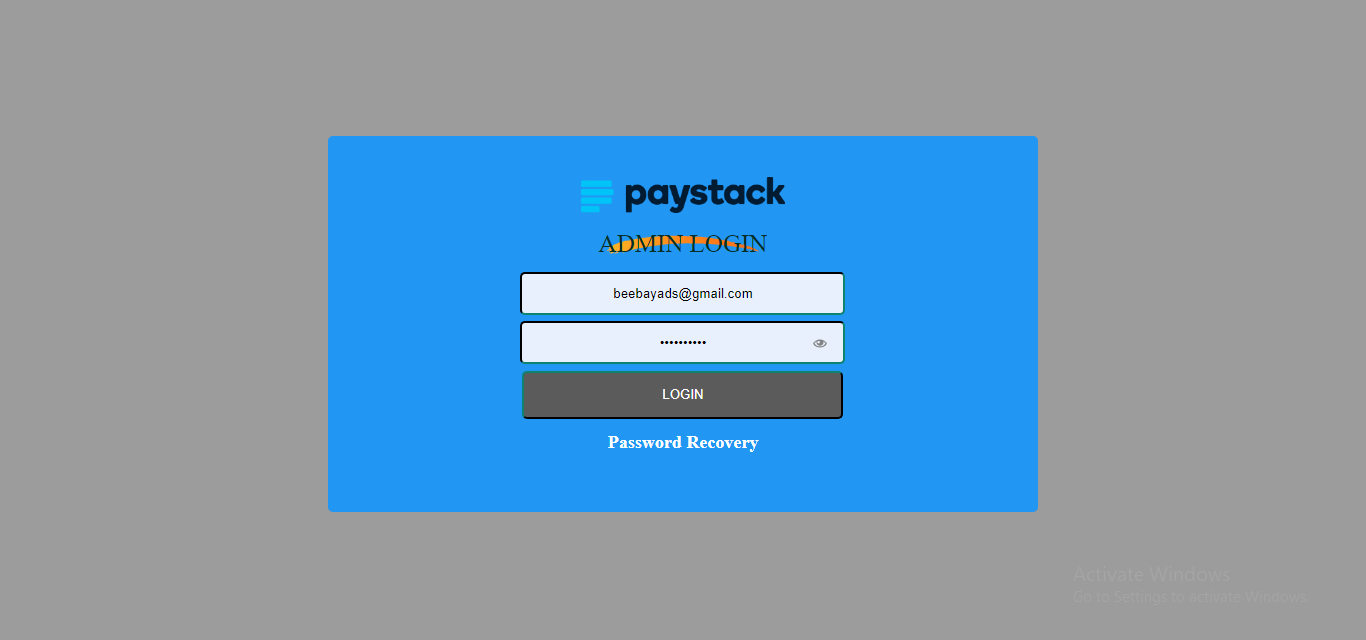 paystack
ADMIN LOGIN
beebayads@gmail.com
••••••••••
LOGIN
Password Recovery
Activate Windows
Go to Settings to activate Windows.